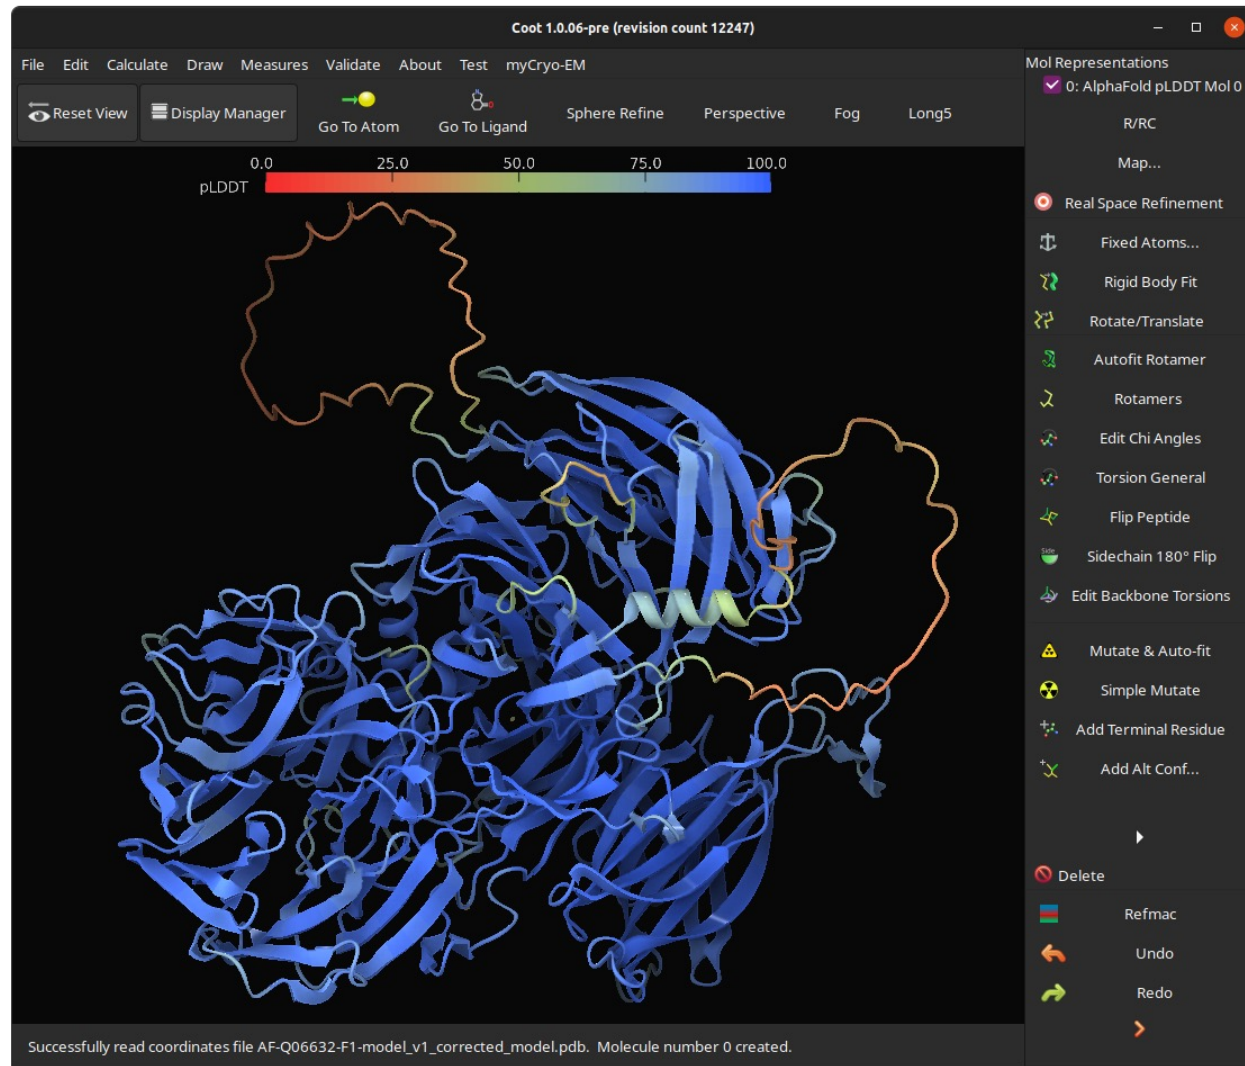 Coot 1.0.06-pre (revision count 12247)
File Edit Calculate Draw Measures Validate About Test myCryo-EM
Reset View Display Manager Go To Atom Go To Ligand Sphere Refine Perspective Fog Long5
0.0 25.0 50.0 75.0 100.0
pLDDT
Mol Representations
0: AlphaFold pLDDT Mol 0
R/RC
Map...
Real Space Refinement
Fixed Atoms...
Rigid Body Fit
Rotate/Translate
Autofit Rotamer
Rotamers
Edit Chi Angles
Torsion General
Flip Peptide
Side
Sidechain 180° Flip
Edit Backbone Torsions
Mutate & Auto-fit
Simple Mutate
Add Terminal Residue
Add Alt Conf...
Delete
Refmac
Undo
Redo
Successfully read coordinates file AF-Q06632-F1-model_v1_corrected_model.pdb. Molecule number 0 created.